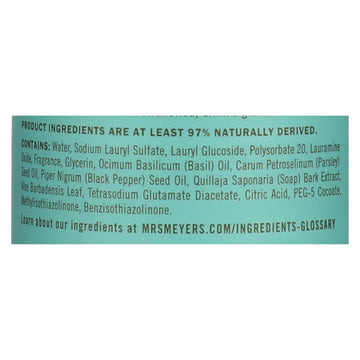 PRODUCT INGREDIENTS ARE AT LEAST 97% NATURALLY DERIVED.
CONTAINS: Water, Sodium Lauryl Sulfate, Lauryl Glucoside, Polysorbate 20, Lauramine
Oxide, Fragrance, Glycerin, Ocimum Basilicum (Basil) Oil, Carum Petroselinum (Parsley)
Seed Oil, Piper Nigrum (Black Pepper) Seed Oil, Quillaja Saponaria (Soap) Bark Extract,
Aloe Barbadensis Leaf, Tetrasodium Glutamate Diacetate, Citric Acid, PEG-5 Cocoate,
Methylisothiazolinone, Benzisothiazolinone.
Learn about our ingredients at MRSMEYERS.COM/INGREDIENTS-GLOSSARY